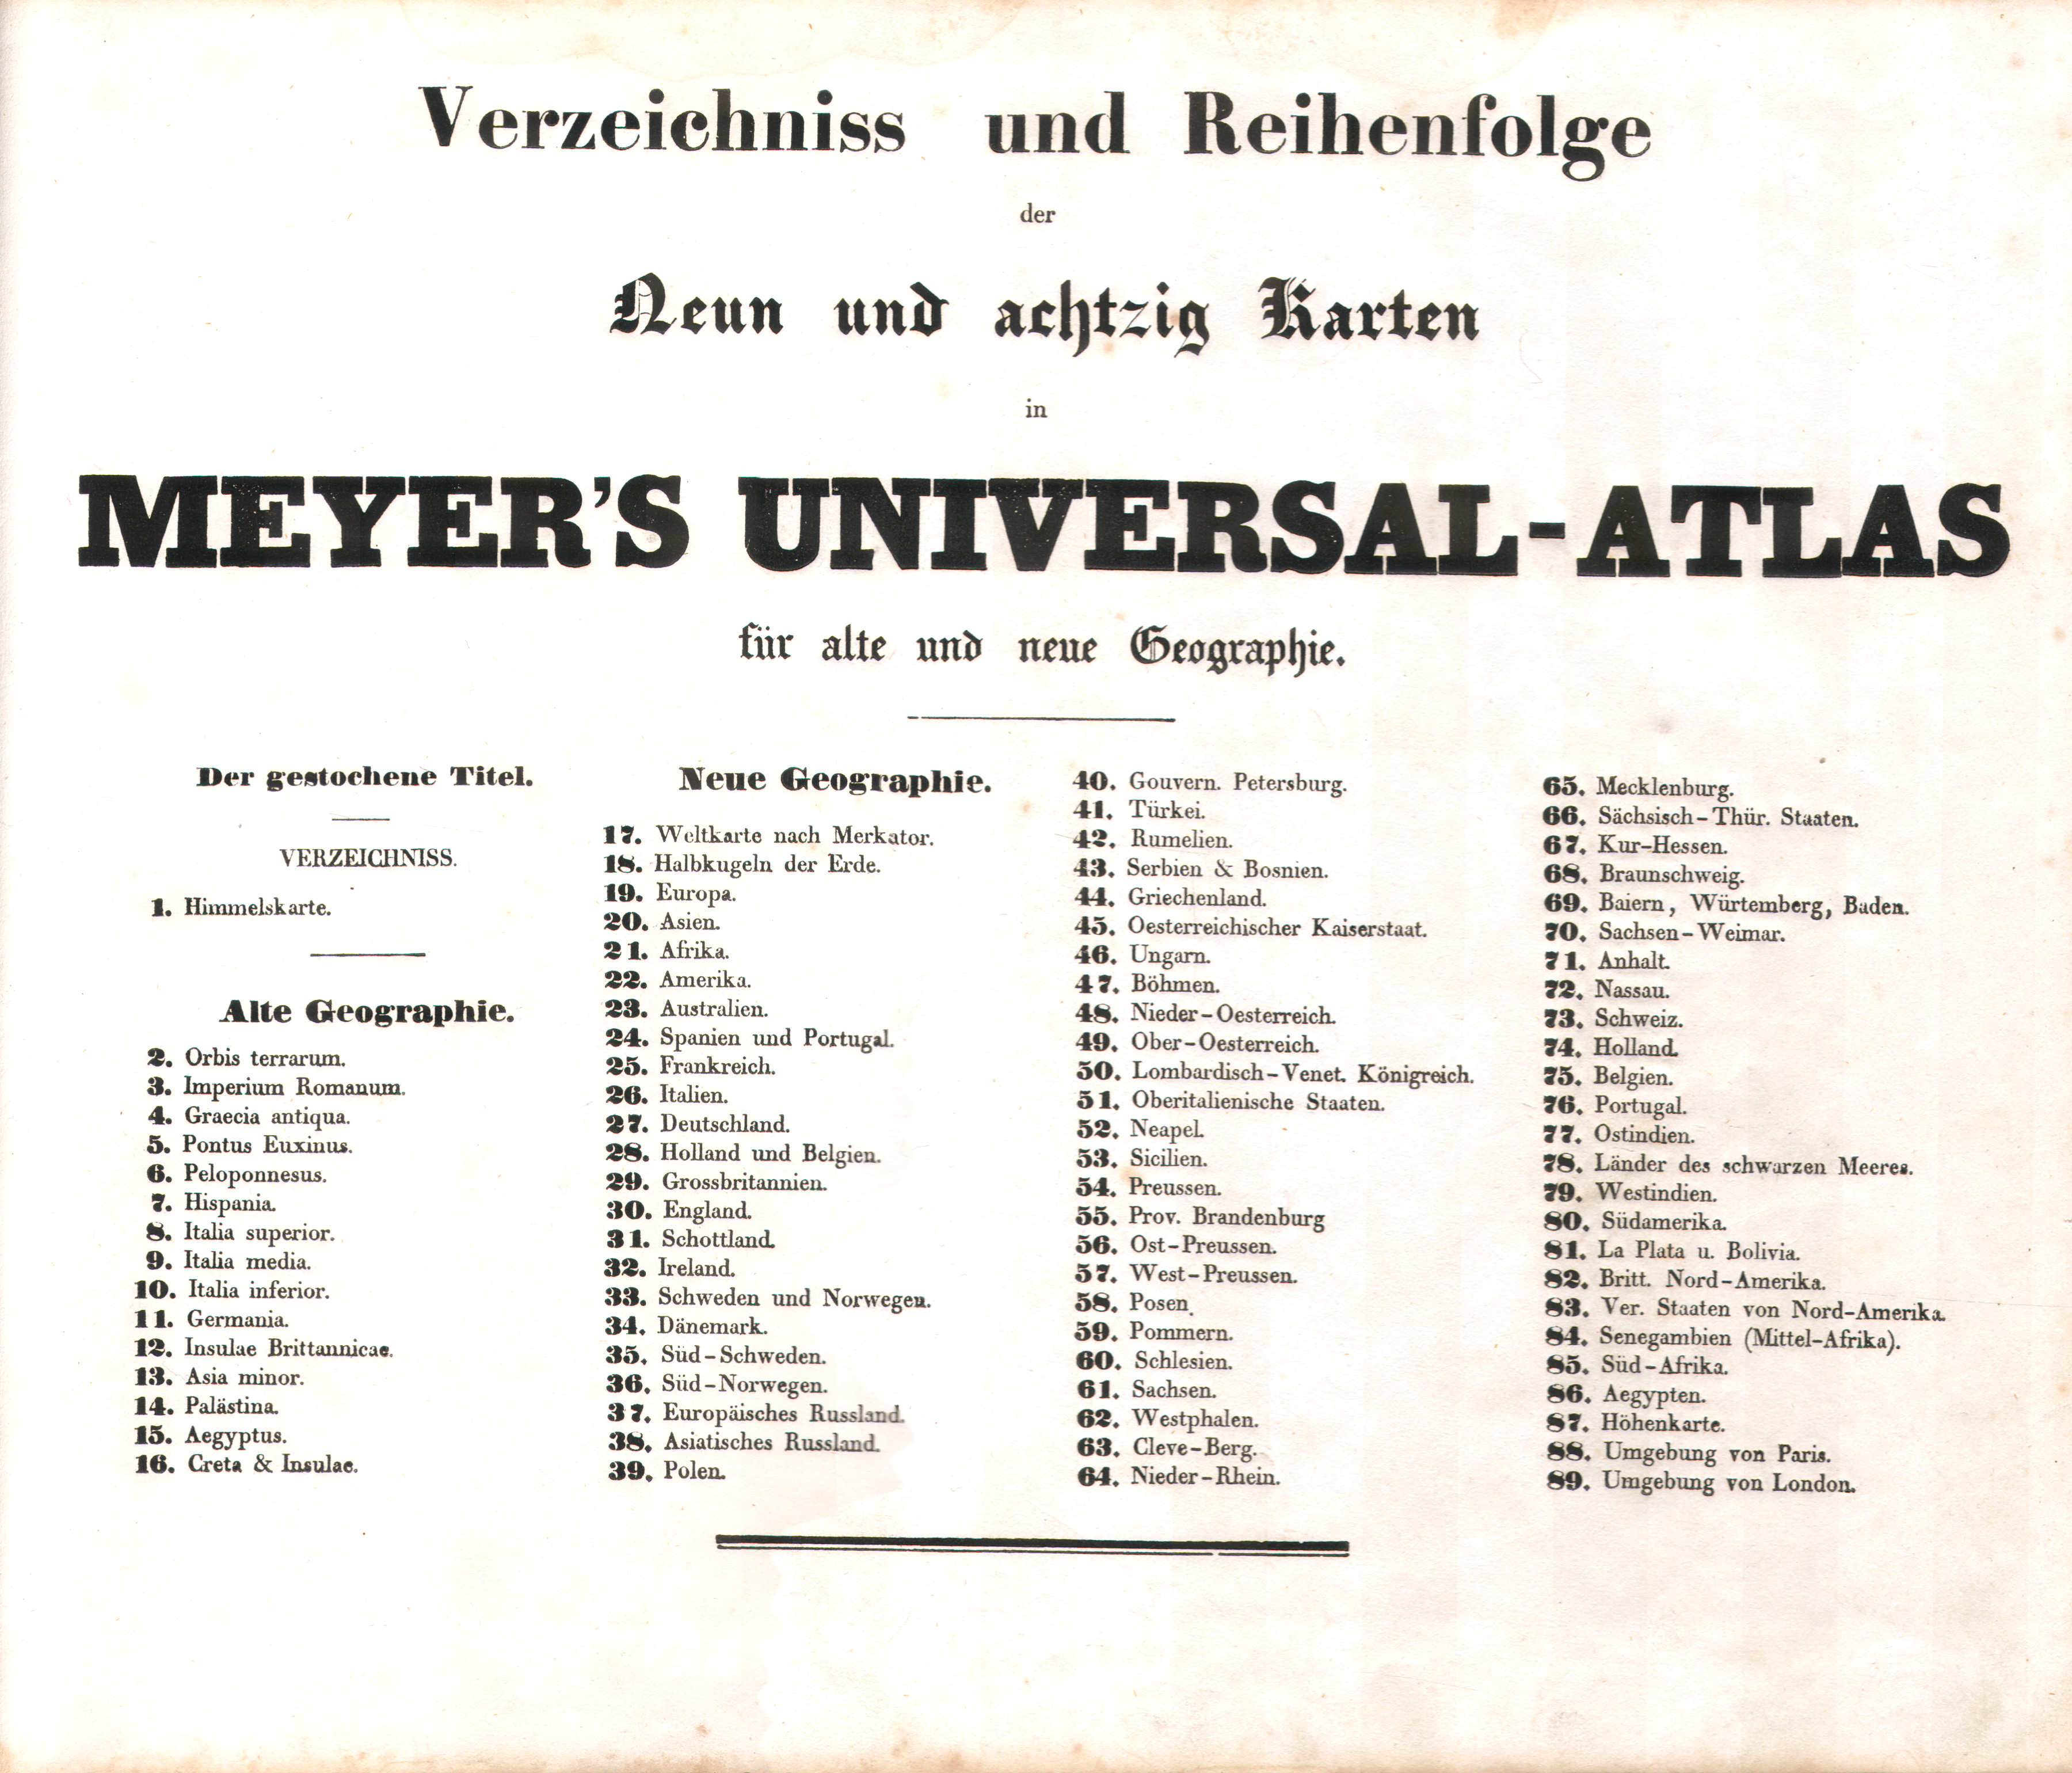 Verzeichniss und Reihenfolge
der
Neun und achtzig Karten
in
MEYER'S UNIVERSAL-ATLAS
für alte und neue Geographie.
Der gestochene Titel.
VERZEICHNISS.
1. Himmelskarte.
Alte Geographie.
2. Orbis terrarum.
3. Imperium Romanum.
4. Graecia antiqua.
5. Pontus Euxinus.
6. Peloponnesus.
7. Hispania.
8. Italia superior.
9. Italia media.
10. Italia inferior.
11. Germania.
12. Insulae Brittannicae.
13. Asia minor.
14. Palästina.
15. Aegyptus.
16. Creta & Insulae.
Neue Geographie.
17. Weltkarte nach Merkator.
18. Halbkugeln der Erde.
19. Europa.
20. Asien.
21. Afrika.
22. Amerika.
23. Australien.
24. Spanien und Portugal.
25. Frankreich.
26. Italien.
27. Deutschland.
28. Holland und Belgien.
29. Grossbritannien.
30. England.
31. Schottland.
32. Ireland.
33. Schweden und Norwegen.
34. Dänemark.
35. Süd-Schweden.
36. Süd-Norwegen.
37. Europäisches Russland.
38. Asiatisches Russland.
39. Polen.
40. Gouvern. Petersburg.
41. Türkei.
42. Rumelien.
43. Serbien & Bosnien.
44. Griechenland.
45. Oesterreichischer Kaiserstaat.
46. Ungarn.
47. Böhmen.
48. Nieder-Oesterreich.
49. Ober-Oesterreich.
50. Lombardisch-Venet. Königreich.
51. Oberitalienische Staaten.
52. Neapel.
53. Sicilien.
54. Preussen.
55. Prov. Brandenburg
56. Ost-Preussen.
57. West-Preussen.
58. Posen.
59. Pommern.
60. Schlesien.
61. Sachsen.
62. Westphalen.
63. Cleve-Berg.
64. Nieder-Rhein.
65. Mecklenburg.
66. Sächsisch-Thür. Staaten.
67. Kur-Hessen.
68. Braunschweig.
69. Baiern, Würtemberg, Baden.
70. Sachsen-Weimar.
71. Anhalt.
72. Nassau.
73. Schweiz.
74. Holland.
75. Belgien.
76. Portugal.
77. Ostindien.
78. Länder des schwarzen Meeres.
79. Westindien.
80. Südamerika.
81. La Plata u. Bolivia.
82. Britt. Nord-Amerika.
83. Ver. Staaten von Nord-Amerika.
84. Senegambien (Mittel-Afrika).
85. Süd-Afrika.
86. Aegypten.
87. Höhenkarte.
88. Umgebung von Paris.
89. Umgebung von London.